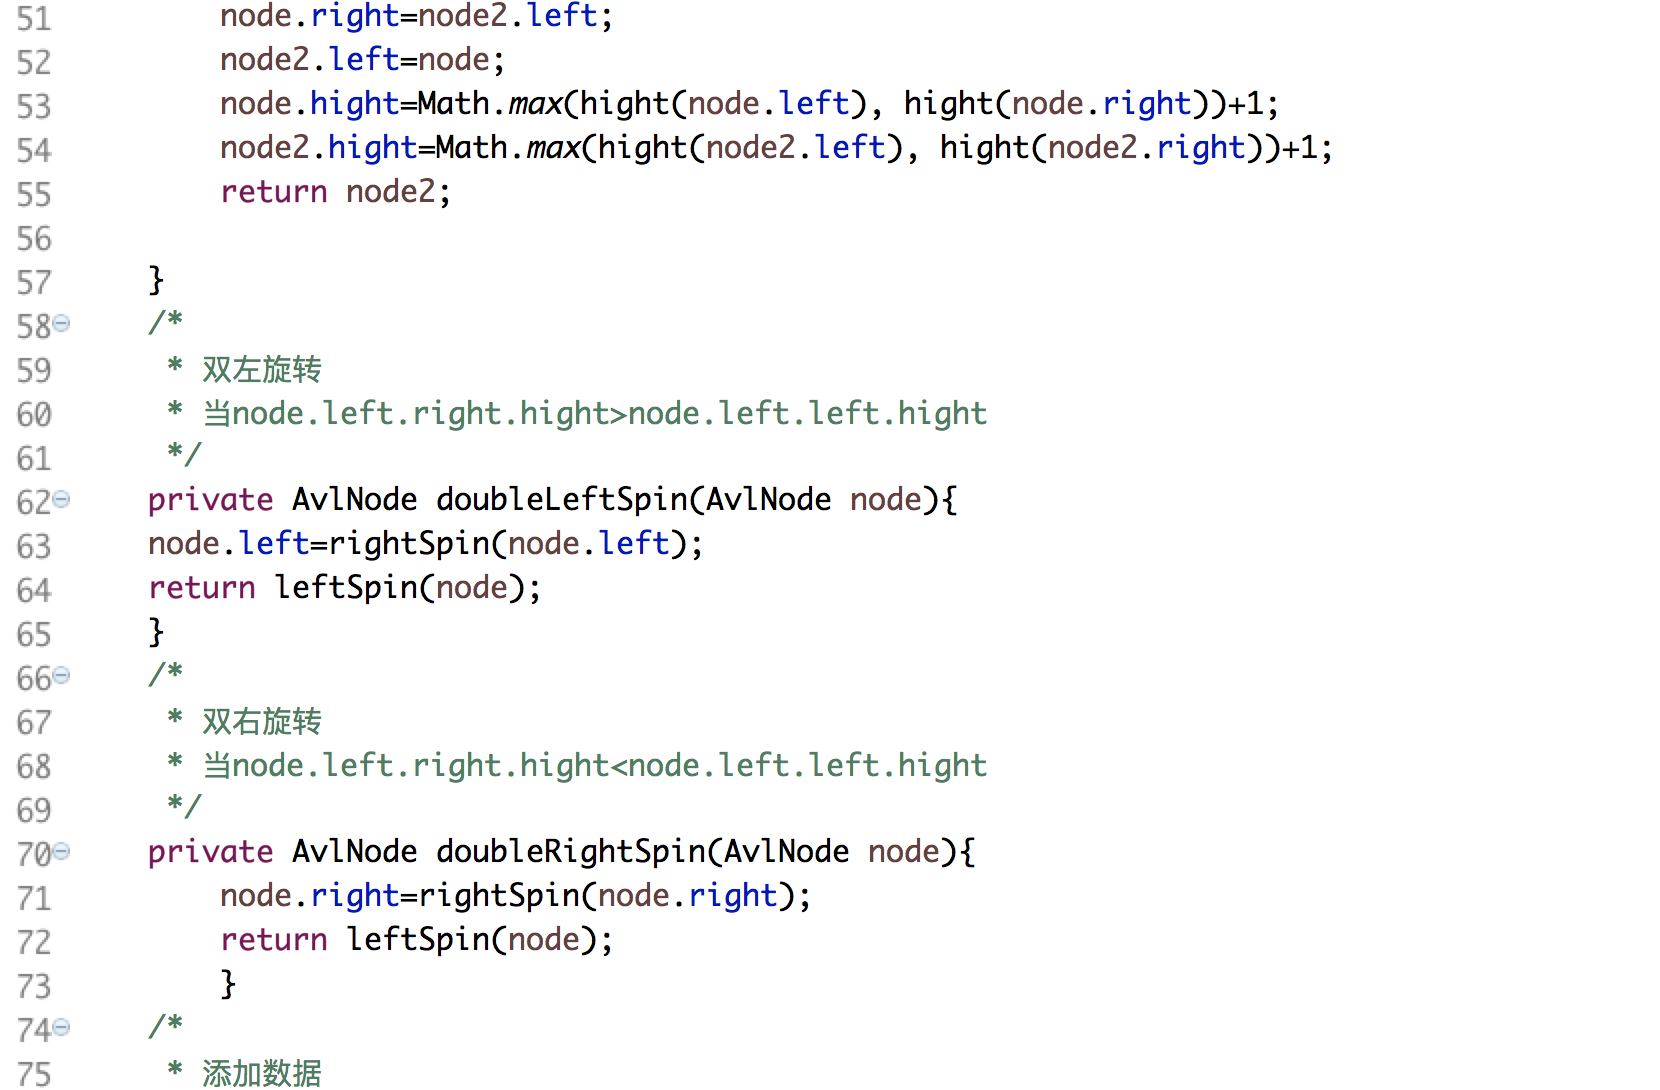 51 node.right=node2.left;
52 node2.left=node;
53 node.hight=Math.max(hight(node.left), hight(node.right))+1;
54 node2.hight=Math.max(hight(node2.left), hight(node2.right))+1;
55 return node2;
56
57 }
58 /*
59 * 双左旋转
60 * 当node.left.right.hight>node.left.left.hight
61 */
62 private AvlNode doubleLeftSpin(AvlNode node){
63 node.left=rightSpin(node.left);
64 return leftSpin(node);
65 }
66 /*
67 * 双右旋转
68 * 当node.left.right.hight<node.left.left.hight
69 */
70 private AvlNode doubleRightSpin(AvlNode node){
71 node.right=rightSpin(node.right);
72 return leftSpin(node);
73 }
74 /*
75 * 添加数据